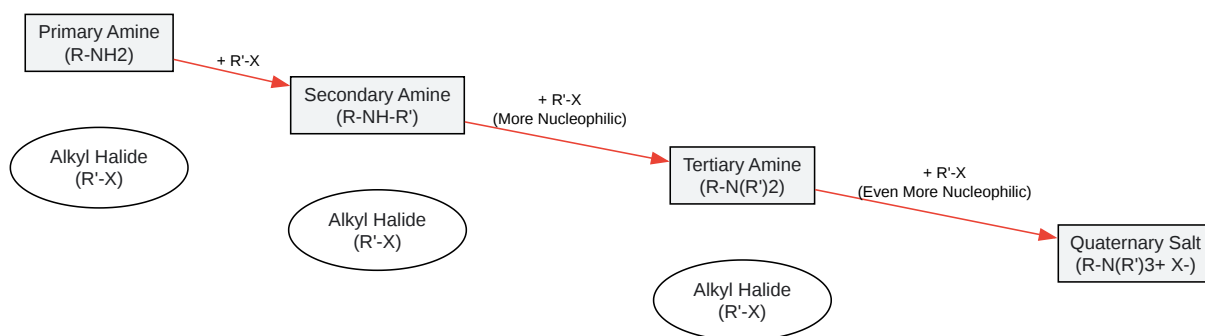 Primary Amine
(R-NH2)
+ R'-X
Secondary Amine
(R-NH-R')
+ R'-X
(More Nucleophilic)
Alkyl Halide
(R'-X)
Tertiary Amine
(R-N(R')2)
+ R'-X
(Even More Nucleophilic)
Alkyl Halide
(R'-X)
Quaternary Salt
(R-N(R')3+ X-)
Alkyl Halide
(R'-X)